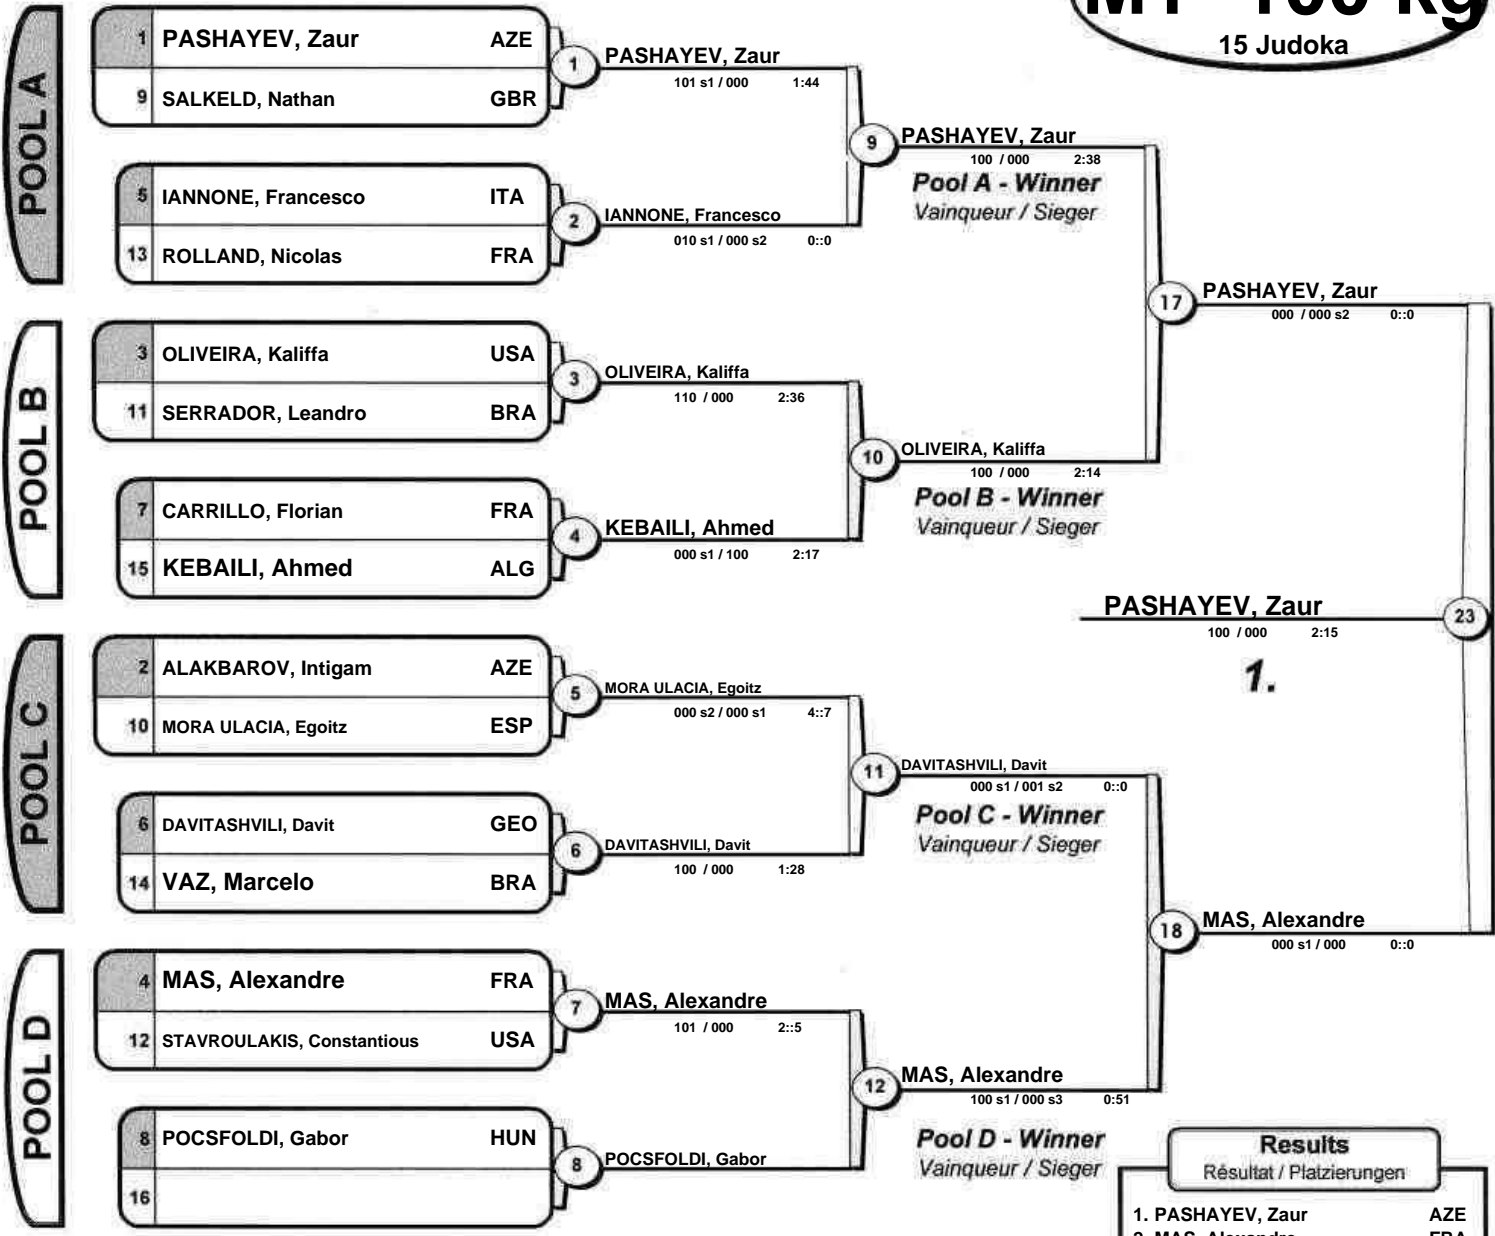 M1 -100 kg
15 Judoka
POOL A
1 PASHAYEV, Zaur AZE
9 SALKELD, Nathan GBR
1
PASHAYEV, Zaur
101 s1 / 000 1:44
5 IANNONE, Francesco ITA
13 ROLLAND, Nicolas FRA
2
IANNONE, Francesco
010 s1 / 000 s2 0::0
9
PASHAYEV, Zaur
100 / 000 2:38
Pool A - Winner
Vainqueur / Sieger
POOL B
3 OLIVEIRA, Kaliffa USA
11 SERRADOR, Leandro BRA
3
OLIVEIRA, Kaliffa
110 / 000 2:36
7 CARRILLO, Florian FRA
15 KEBAILI, Ahmed ALG
4
KEBAILI, Ahmed
000 s1 / 100 2:17
10
OLIVEIRA, Kaliffa
100 / 000 2:14
Pool B - Winner
Vainqueur / Sieger
17
PASHAYEV, Zaur
000 / 000 s2 0::0
POOL C
2 ALAKBAROV, Intigam AZE
10 MORA ULACIA, Egoitz ESP
5
MORA ULACIA, Egoitz
000 s2 / 000 s1 4::7
6 DAVITASHVILI, Davit GEO
14 VAZ, Marcelo BRA
6
DAVITASHVILI, Davit
100 / 000 1:28
11
DAVITASHVILI, Davit
000 s1 / 001 s2 0::0
Pool C - Winner
Vainqueur / Sieger
POOL D
4 MAS, Alexandre FRA
12 STAVROULAKIS, Constantious USA
7
MAS, Alexandre
101 / 000 2::5
8 POCSFOLDI, Gabor HUN
16
8
POCSFOLDI, Gabor
12
MAS, Alexandre
100 s1 / 000 s3 0:51
Pool D - Winner
Vainqueur / Sieger
18
MAS, Alexandre
000 s1 / 000 0::0
PASHAYEV, Zaur
23
100 / 000 2:15
1.
Results
Résultat / Platzierungen
1. PASHAYEV, Zaur AZE
2. MAS, Alexandre FRA